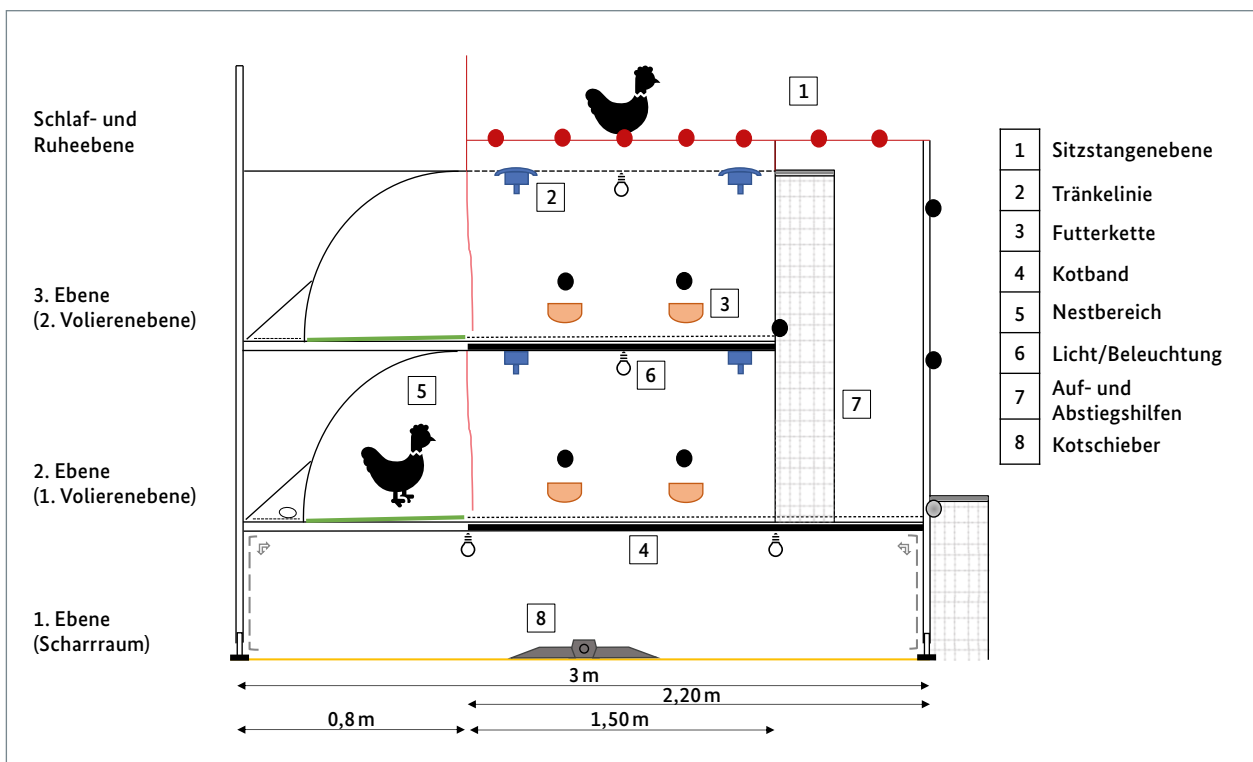 Schlaf- und
Ruheebene
3. Ebene
(2. Volierenebene)
2. Ebene
(1. Volierenebene)
1. Ebene
(Scharrraum)
1
2
3
5
6
7
4
8
3 m
2,20 m
0,8 m
1,50 m
1 Sitzstangenebene
2 Tränkelinie
3 Futterkette
4 Kotband
5 Nestbereich
6 Licht/Beleuchtung
7 Auf- und
Abstiegshilfen
8 Kotschieber